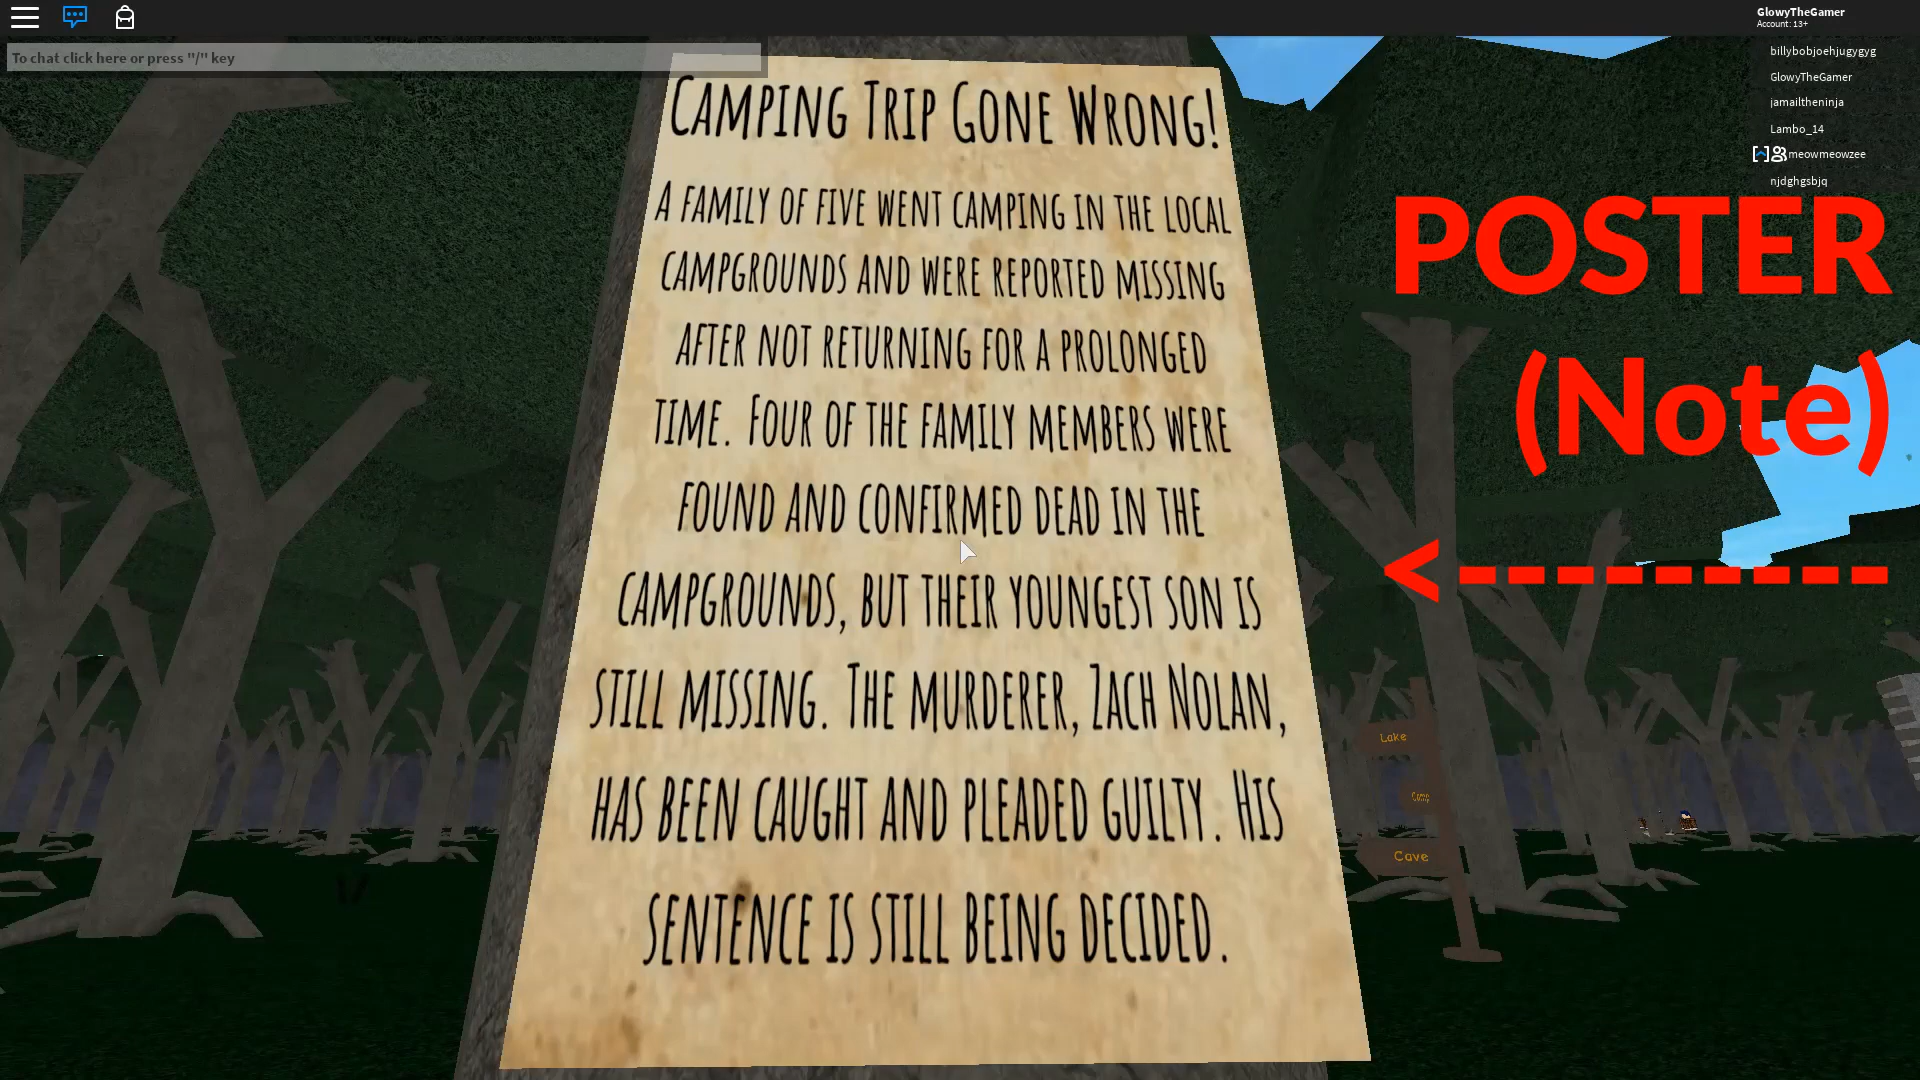 GlowyTheGamer
Account: 13+
To chat click here or press "/" key
billybobjoehjugygyg
GlowyTheGamer
jamailtheninja
Lambo_14
meowmeowzee
njdghgsbjq
Camping Trip Gone Wrong!
A family of five went camping in the local
campgrounds and were reported missing
after not returning for a prolonged
time. Four of the family members were
found and confirmed dead in the
campgrounds, but their youngest son is
still missing. The murderer, Zach Nolan,
has been caught and pleaded guilty. His
sentence is still being decided.
POSTER
(Note)
<---------
Lake
Camp
Cave